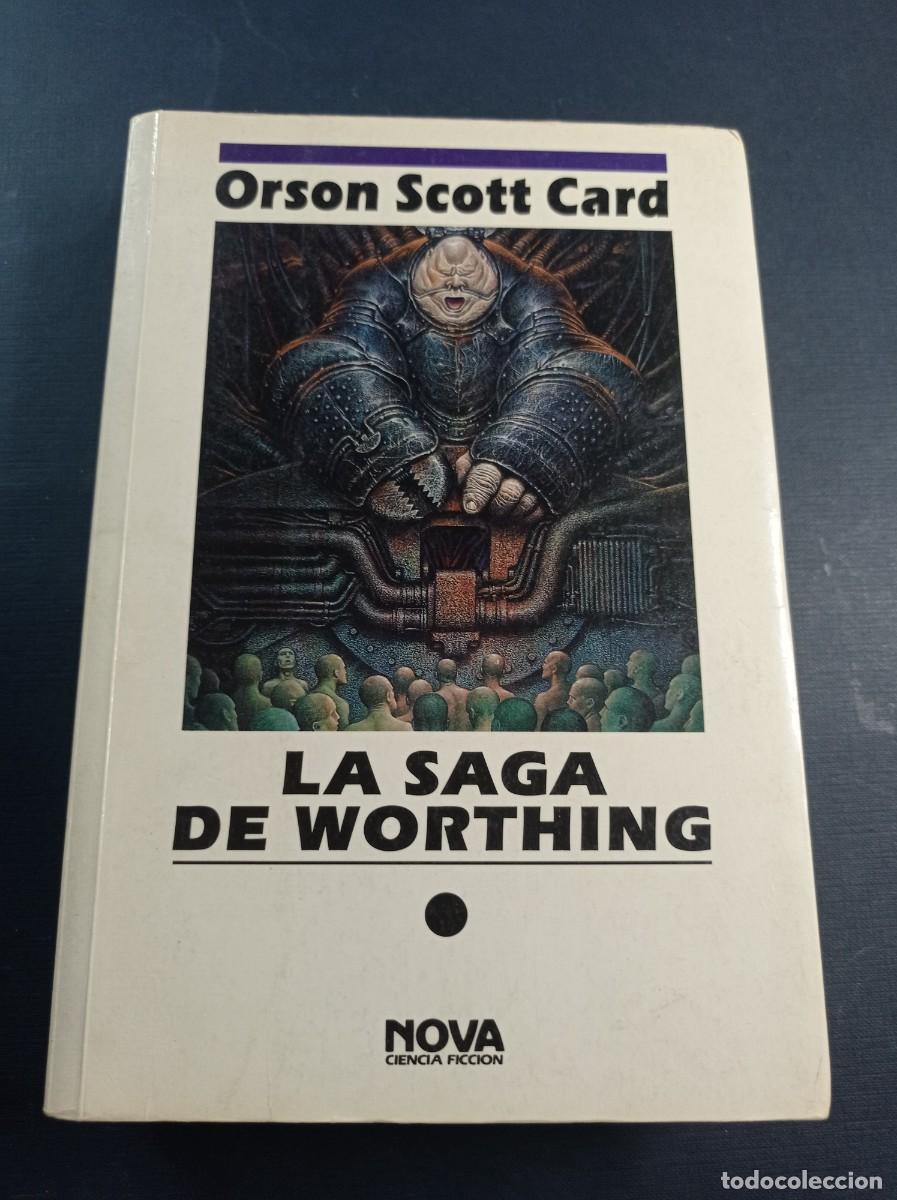 Orson Scott Card
LA SAGA
DE WORTHING
NOVA
CIENCIA FICCION
todocoleccion